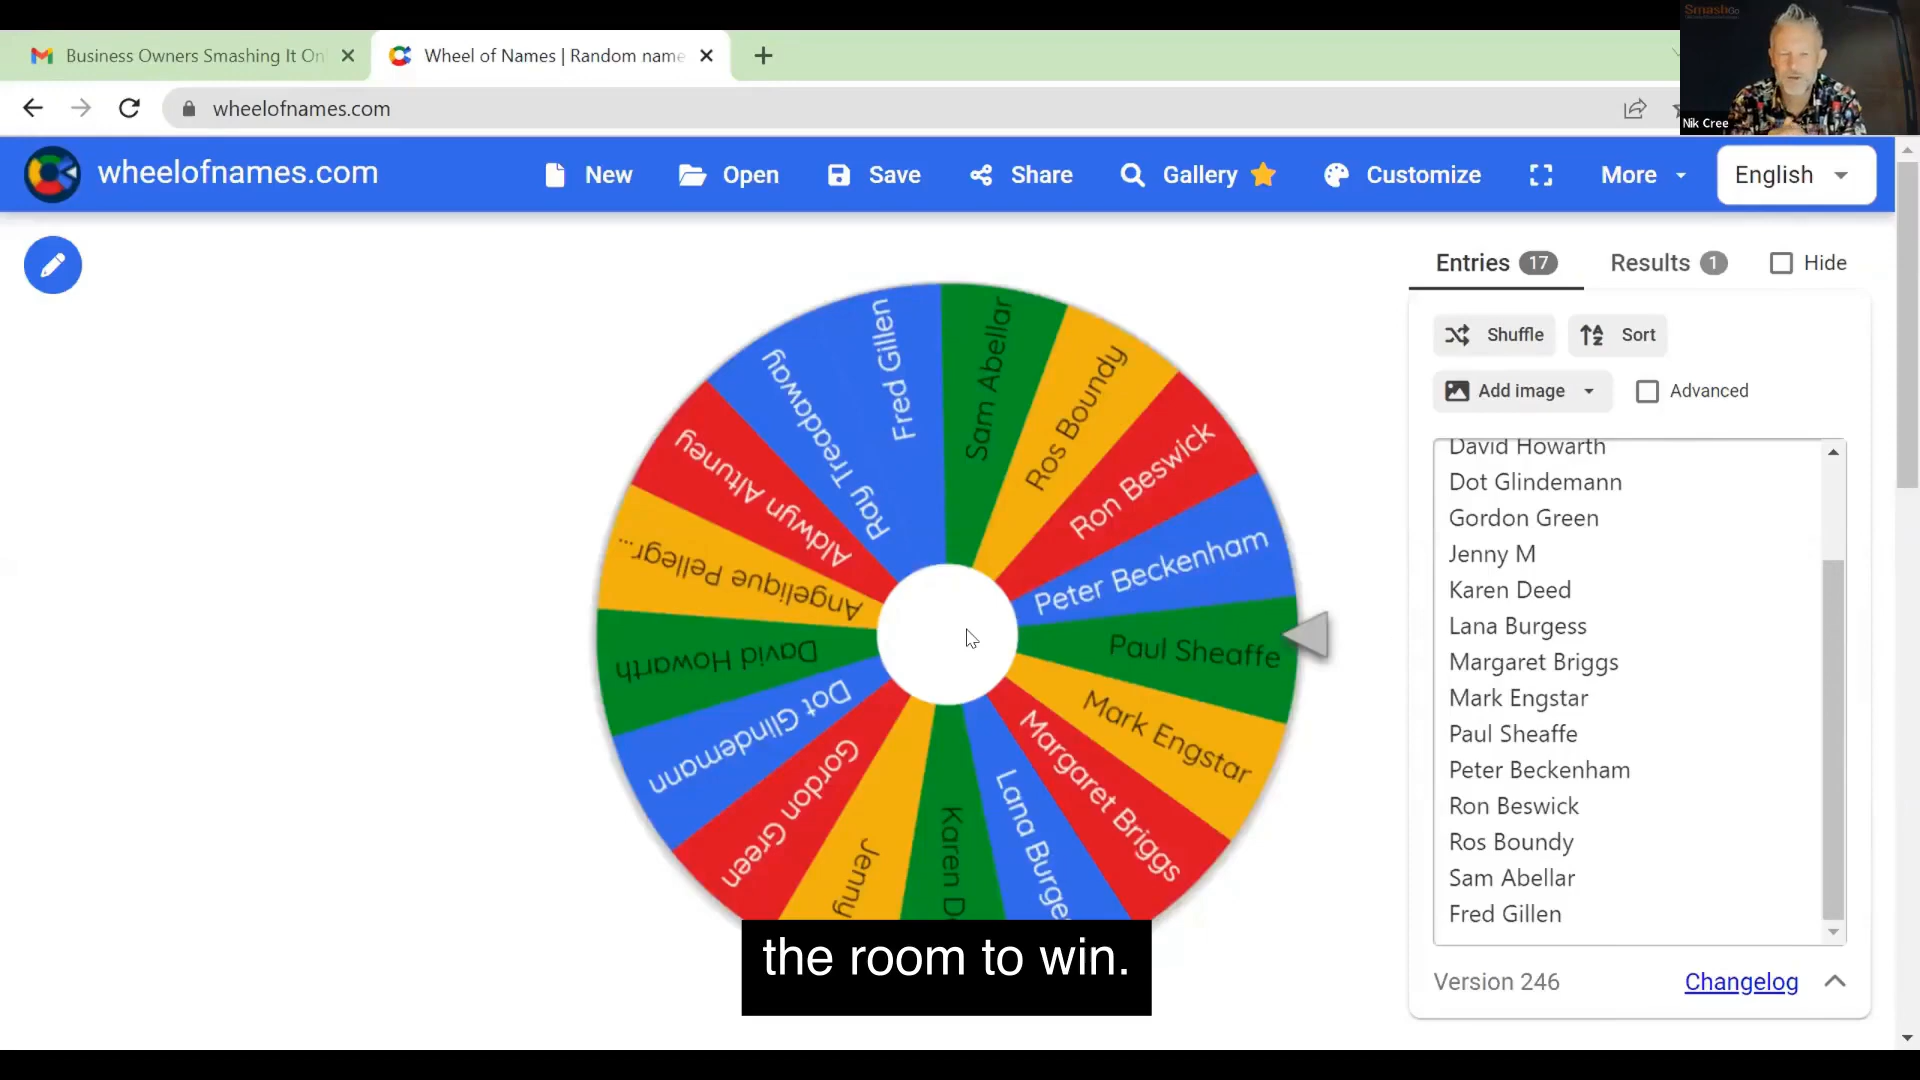 SmashGo
Business Owners Smashing It On
Wheel of Names | Random name
wheelofnames.com
Nik Cree
wheelofnames.com
New
Open
Save
Share
Gallery
Customize
More
English
Entries 17
Results 1
Hide
Shuffle
Sort
Add image
Advanced
Fred Gillen
Sam Abellar
Ros Boundy
Ron Beswick
Peter Beckenham
Paul Sheaffe
Mark Engstar
Margaret Briggs
Lana Burge
Karen D
Jenny
Gordon Green
Dot Glindemann
David Howarth
Angelique Pellegr...
Aldwyn Altuney
Ray Treadaway
David Howarth
Dot Glindemann
Gordon Green
Jenny M
Karen Deed
Lana Burgess
Margaret Briggs
Mark Engstar
Paul Sheaffe
Peter Beckenham
Ron Beswick
Ros Boundy
Sam Abellar
Fred Gillen
the room to win.
Version 246
Changelog